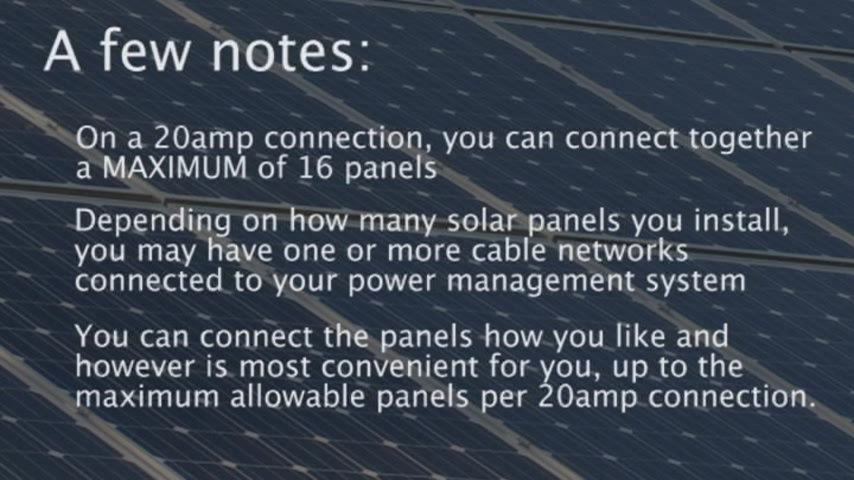 A few notes:
On a 20amp connection, you can connect together
a MAXIMUM of 16 panels
Depending on how many solar panels you install,
you may have one or more cable networks
connected to your power management system
You can connect the panels how you like and
however is most convenient for you, up to the
maximum allowable panels per 20amp connection.